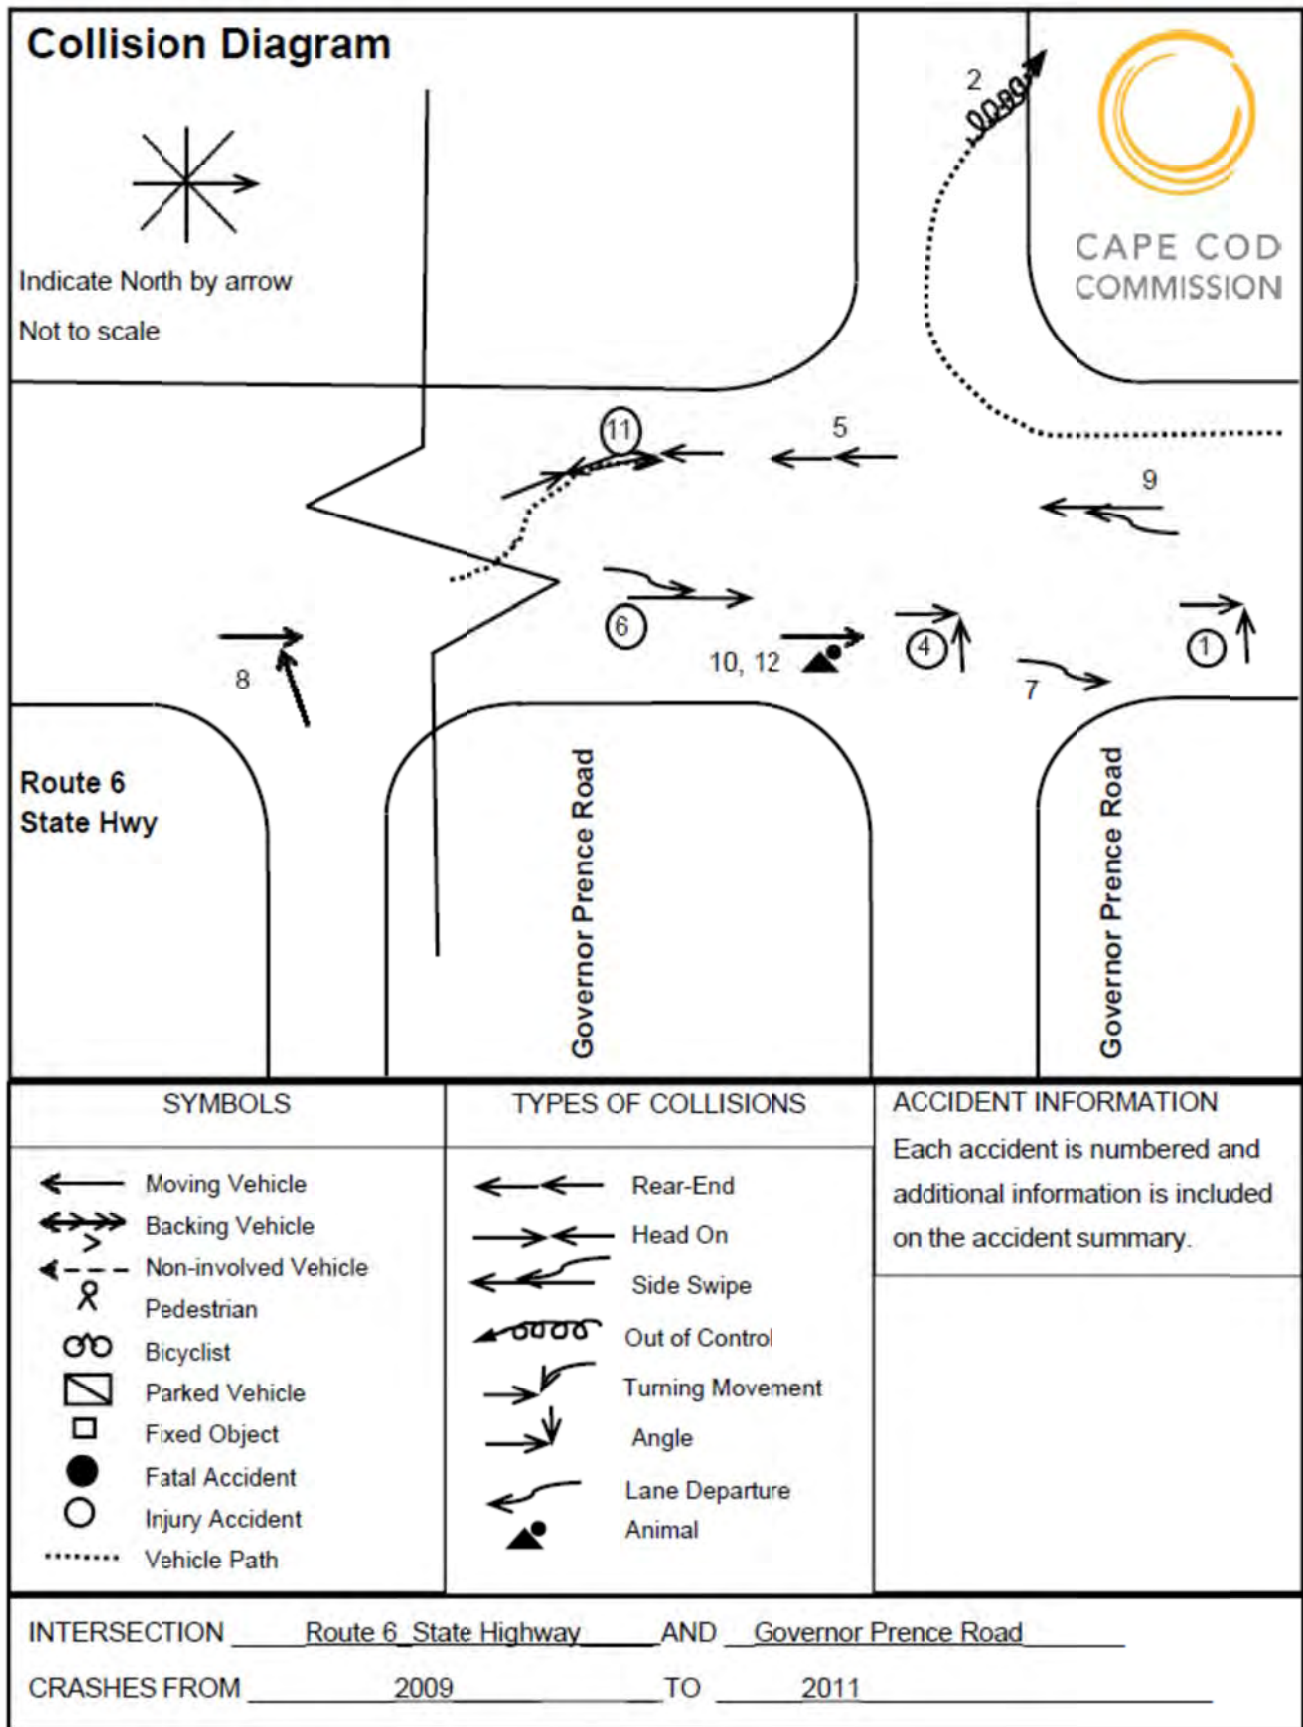 Collision Diagram
Indicate North by arrow
Not to scale
CAPE COD
COMMISSION
2
11
5
9
6
10, 12
4
7
1
8
Route 6
State Hwy
Governor Prence Road
Governor Prence Road
SYMBOLS
Moving Vehicle
Backing Vehicle
Non-involved Vehicle
Pedestrian
Bicyclist
Parked Vehicle
Fixed Object
Fatal Accident
Injury Accident
Vehicle Path
TYPES OF COLLISIONS
Rear-End
Head On
Side Swipe
Out of Control
Turning Movement
Angle
Lane Departure
Animal
ACCIDENT INFORMATION
Each accident is numbered and
additional information is included
on the accident summary.
INTERSECTION Route 6 State Highway AND Governor Prence Road
CRASHES FROM 2009 TO 2011